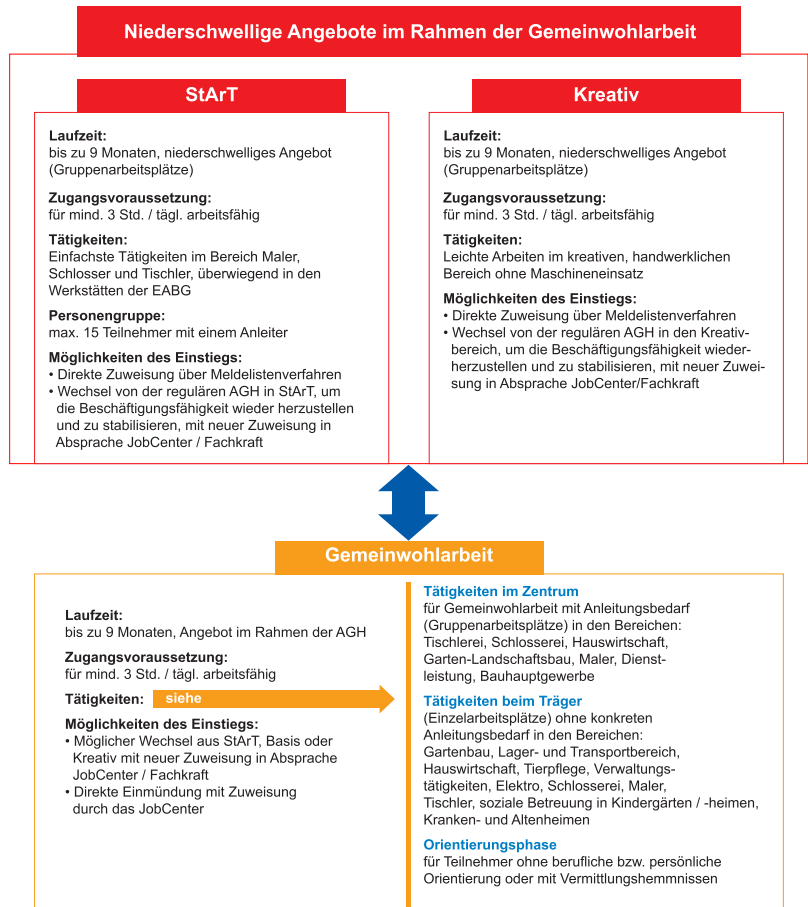 Niederschwellige Angebote im Rahmen der Gemeinwohlarbeit
StArT
Laufzeit:
bis zu 9 Monaten, niederschwelliges Angebot
(Gruppenarbeitsplätze)
Zugangsvoraussetzung:
für mind. 3 Std. / tägl. arbeitsfähig
Tätigkeiten:
Einfachste Tätigkeiten im Bereich Maler,
Schlosser und Tischler, überwiegend in den
Werkstätten der EABG
Personengruppe:
max. 15 Teilnehmer mit einem Anleiter
Möglichkeiten des Einstiegs:
• Direkte Zuweisung über Meldelistenverfahren
• Wechsel von der regulären AGH in StArT, um
die Beschäftigungsfähigkeit wieder herzustellen
und zu stabilisieren, mit neuer Zuweisung in
Absprache JobCenter / Fachkraft
Kreativ
Laufzeit:
bis zu 9 Monaten, niederschwelliges Angebot
(Gruppenarbeitsplätze)
Zugangsvoraussetzung:
für mind. 3 Std. / tägl. arbeitsfähig
Tätigkeiten:
Leichte Arbeiten im kreativen, handwerklichen
Bereich ohne Maschineneinsatz
Möglichkeiten des Einstiegs:
• Direkte Zuweisung über Meldelistenverfahren
• Wechsel von der regulären AGH in den Kreativ-
bereich, um die Beschäftigungsfähigkeit wieder-
herzustellen und zu stabilisieren, mit neuer Zuwei-
sung in Absprache JobCenter/Fachkraft
Gemeinwohlarbeit
Laufzeit:
bis zu 9 Monaten, Angebot im Rahmen der AGH
Zugangsvoraussetzung:
für mind. 3 Std. / tägl. arbeitsfähig
Tätigkeiten: siehe
Möglichkeiten des Einstiegs:
• Möglicher Wechsel aus StArT, Basis oder
Kreativ mit neuer Zuweisung in Absprache
JobCenter / Fachkraft
• Direkte Einmündung mit Zuweisung
durch das JobCenter
Tätigkeiten im Zentrum
für Gemeinwohlarbeit mit Anleitungsbedarf
(Gruppenarbeitsplätze) in den Bereichen:
Tischlerei, Schlosserei, Hauswirtschaft,
Garten-Landschaftsbau, Maler, Dienst-
leistung, Bauhauptgewerbe
Tätigkeiten beim Träger
(Einzelarbeitsplätze) ohne konkreten
Anleitungsbedarf in den Bereichen:
Gartenbau, Lager- und Transportbereich,
Hauswirtschaft, Tierpflege, Verwaltungs-
tätigkeiten, Elektro, Schlosserei, Maler,
Tischler, soziale Betreuung in Kindergärten / -heimen,
Kranken- und Altenheimen
Orientierungsphase
für Teilnehmer ohne berufliche bzw. persönliche
Orientierung oder mit Vermittlungshemmnissen